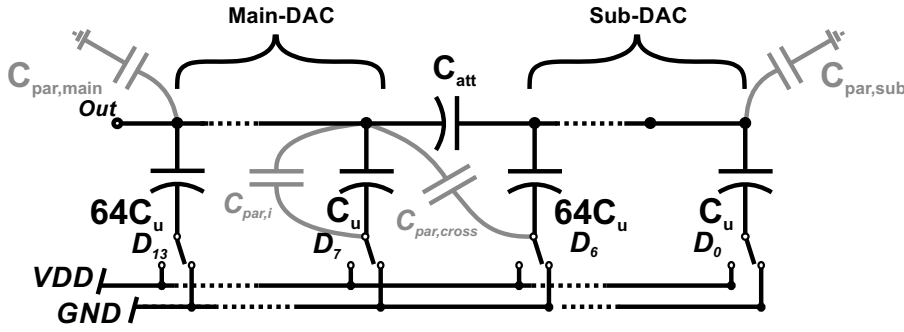 Main-DAC Sub-DAC
C_par,main C_att C_par,sub
Out
C_par,i C_par,cross
64C_u C_u 64C_u C_u
D_13 D_7 D_6 D_0
VDD
GND